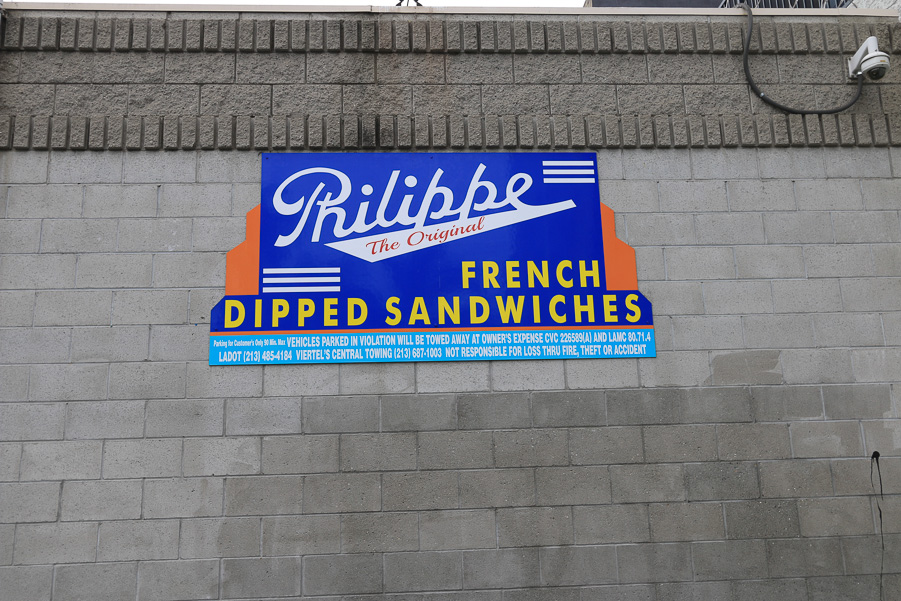 Philippe
The Original
FRENCH
DIPPED SANDWICHES
Parking for Customer's Only 90 Min. Max VEHICLES PARKED IN VIOLATION WILL BE TOWED AWAY AT OWNER'S EXPENSE CVC 226589(A) AND LAMC 80.71.4
LADOT (213) 485-4184 VIERTEL'S CENTRAL TOWING (213) 687-1003 NOT RESPONSIBLE FOR LOSS THRU FIRE, THEFT OR ACCIDENT